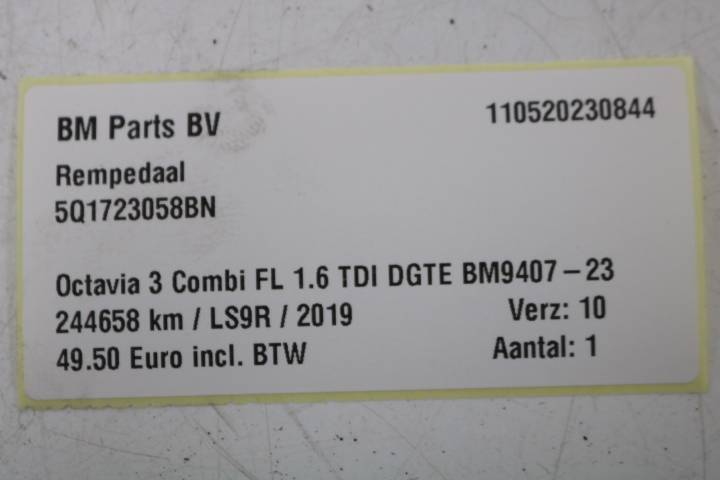 BM Parts BV 110520230844
Rempedaal
5Q1723058BN
Octavia 3 Combi FL 1.6 TDI DGTE BM9407-23
244658 km / LS9R / 2019 Verz: 10
49.50 Euro incl. BTW Aantal: 1